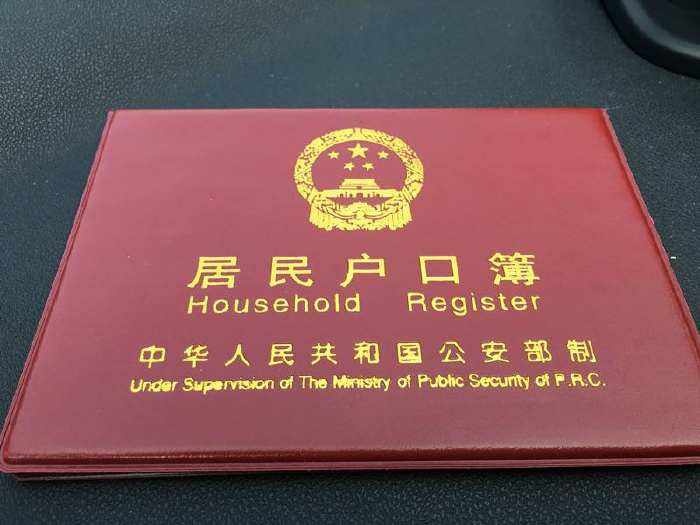 居民户口簿
Household Register
中华人民共和国公安部制
Under Supervision of The Ministry of Public Security of P.R.C.